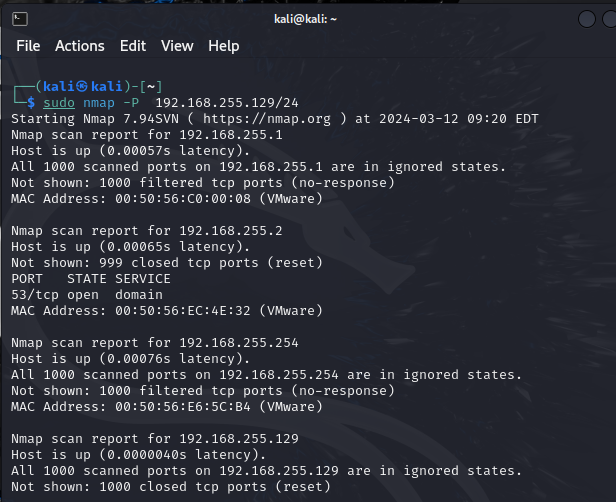 kali@kali: ~
File Actions Edit View Help
┌──(kali㉿kali)-[~]
└─$ sudo nmap -P  192.168.255.129/24
Starting Nmap 7.94SVN ( https://nmap.org ) at 2024-03-12 09:20 EDT
Nmap scan report for 192.168.255.1
Host is up (0.00057s latency).
All 1000 scanned ports on 192.168.255.1 are in ignored states.
Not shown: 1000 filtered tcp ports (no-response)
MAC Address: 00:50:56:C0:00:08 (VMware)

Nmap scan report for 192.168.255.2
Host is up (0.00065s latency).
Not shown: 999 closed tcp ports (reset)
PORT   STATE SERVICE
53/tcp open  domain
MAC Address: 00:50:56:EC:4E:32 (VMware)

Nmap scan report for 192.168.255.254
Host is up (0.00076s latency).
All 1000 scanned ports on 192.168.255.254 are in ignored states.
Not shown: 1000 filtered tcp ports (no-response)
MAC Address: 00:50:56:E6:5C:B4 (VMware)

Nmap scan report for 192.168.255.129
Host is up (0.0000040s latency).
All 1000 scanned ports on 192.168.255.129 are in ignored states.
Not shown: 1000 closed tcp ports (reset)